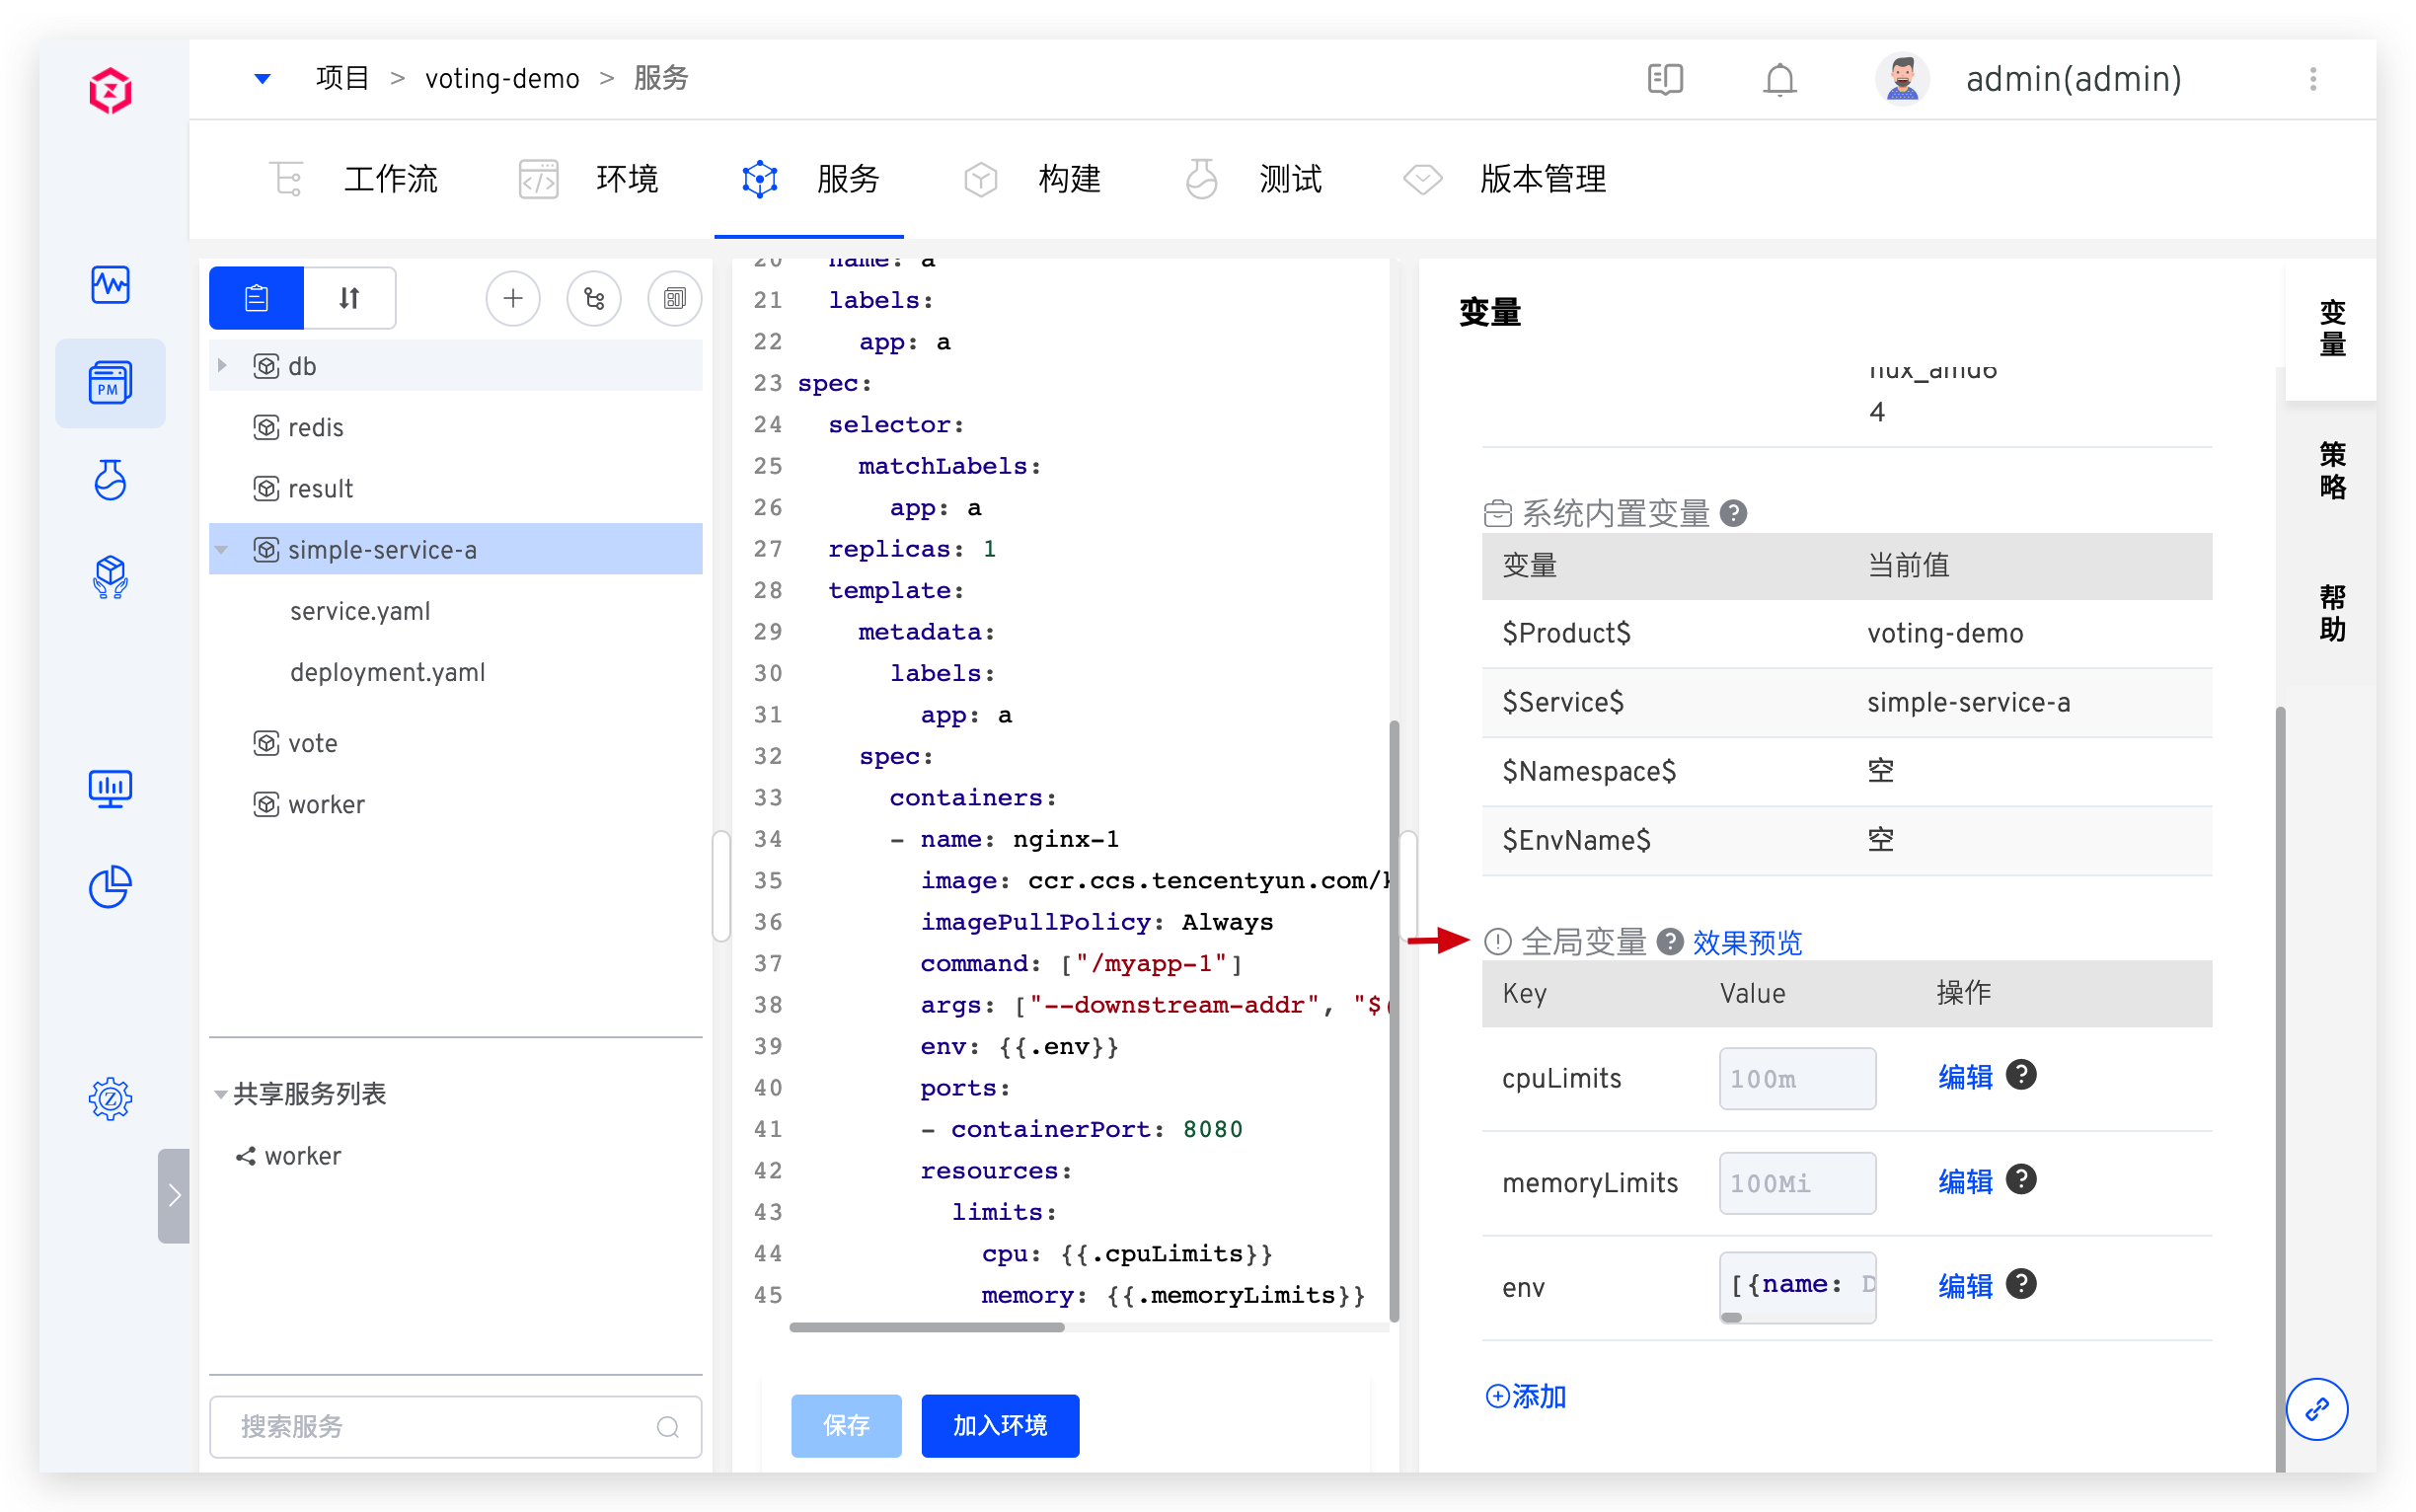 项目 > voting-demo > 服务
admin(admin)
工作流
环境
服务
构建
测试
版本管理
PM
db
redis
result
simple-service-a
service.yaml
deployment.yaml
vote
worker
共享服务列表
worker
搜索服务
20 name: a
21 labels:
22 app: a
23 spec:
24 selector:
25 matchLabels:
26 app: a
27 replicas: 1
28 template:
29 metadata:
30 labels:
31 app: a
32 spec:
33 containers:
34 - name: nginx-1
35 image: ccr.ccs.tencentyun.com/k
36 imagePullPolicy: Always
37 command: ["/myapp-1"]
38 args: ["--downstream-addr", "$(
39 env: {{.env}}
40 ports:
41 - containerPort: 8080
42 resources:
43 limits:
44 cpu: {{.cpuLimits}}
45 memory: {{.memoryLimits}}
保存
加入环境
变量
nux_amd6
4
系统内置变量 ?
变量 当前值
$Product$ voting-demo
$Service$ simple-service-a
$Namespace$ 空
$EnvName$ 空
全局变量 ? 效果预览
Key Value 操作
cpuLimits 100m 编辑 ?
memoryLimits 100Mi 编辑 ?
env [{name: D 编辑 ?
添加
变量
策略
帮助